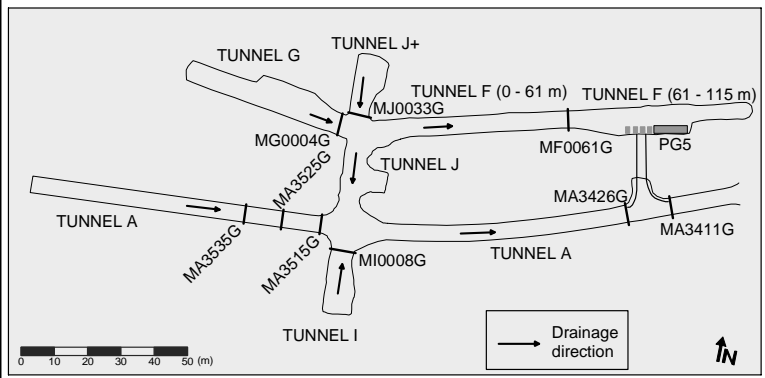 TUNNEL J+
TUNNEL G
TUNNEL F (0 - 61 m)
TUNNEL F (61 - 115 m)
MJ0033G
MG0004G
MF0061G
PG5
TUNNEL J
MA3525G
MA3426G
TUNNEL A
MA3535G
MA3515G
MI0008G
TUNNEL A
MA3411G
TUNNEL I
0 10 20 30 40 50 (m)
Drainage
direction
N